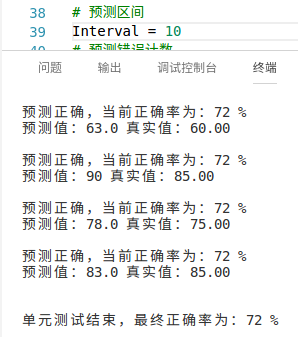 38 # 预测区间
39 Interval = 10
40 # 预测错误计数
问题 输出 调试控制台 终端
预测正确，当前正确率为：72 %
预测值：63.0 真实值：60.00
预测正确，当前正确率为：72 %
预测值：90 真实值：85.00
预测正确，当前正确率为：72 %
预测值：78.0 真实值：75.00
预测正确，当前正确率为：72 %
预测值：83.0 真实值：85.00
单元测试结束，最终正确率为：72 %